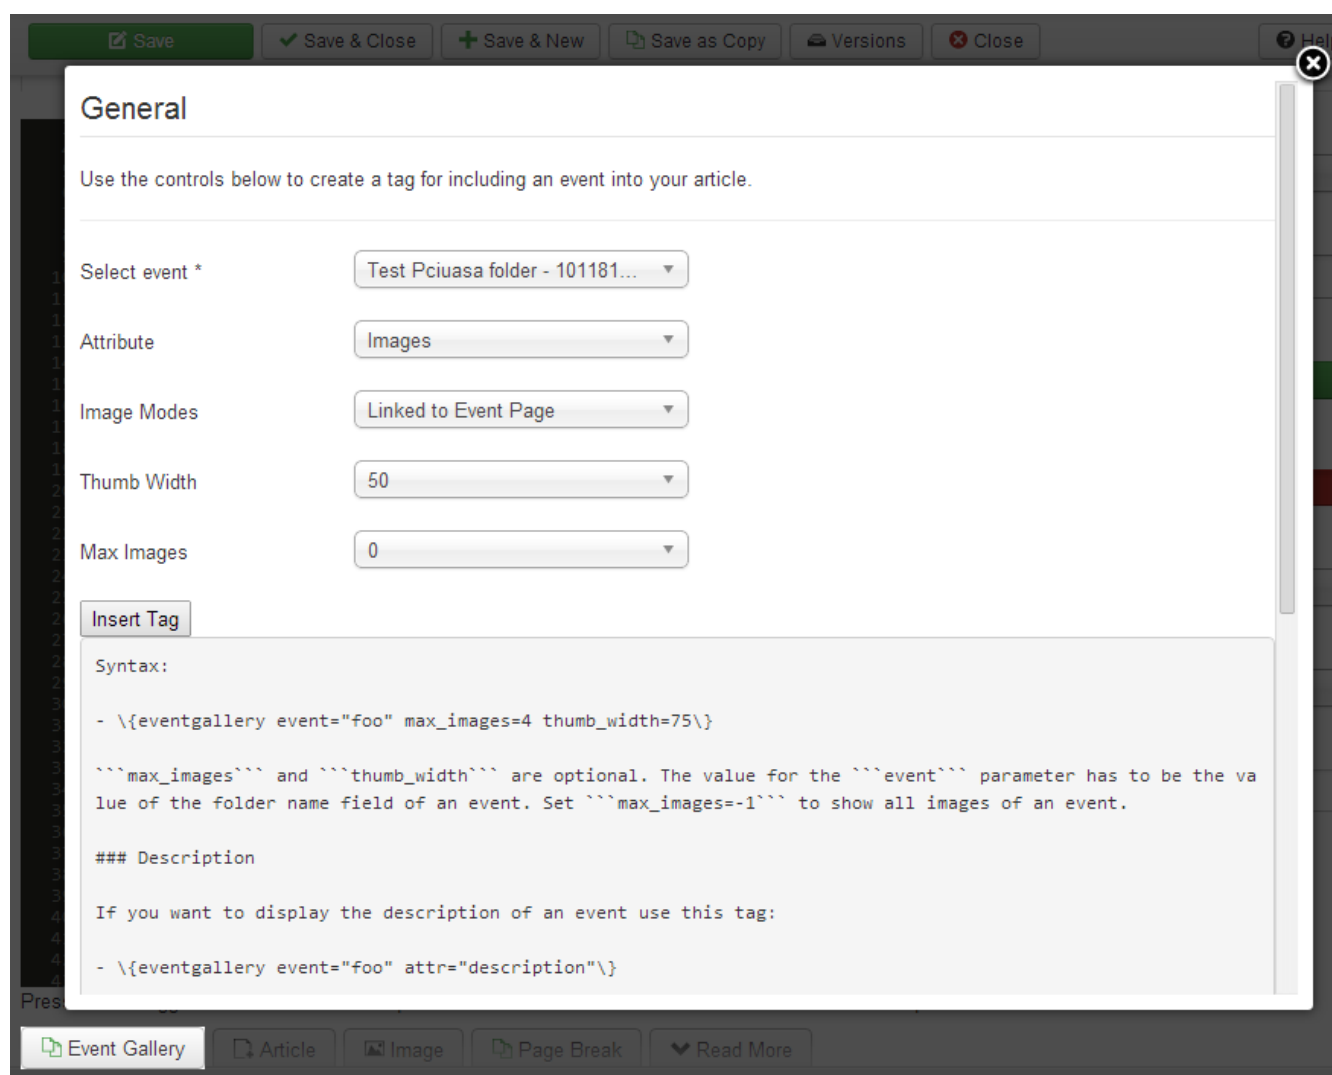 Save
Save & Close
Save & New
Save as Copy
Versions
Close
General
Use the controls below to create a tag for including an event into your article.
Select event *
Test Pciuasa folder - 101181...
Attribute
Images
Image Modes
Linked to Event Page
Thumb Width
50
Max Images
0
Insert Tag
Syntax:
- \{eventgallery event="foo" max_images=4 thumb_width=75\}
```max_images``` and ```thumb_width``` are optional. The value for the ```event``` parameter has to be the va
lue of the folder name field of an event. Set ```max_images=-1``` to show all images of an event.
### Description
If you want to display the description of an event use this tag:
- \{eventgallery event="foo" attr="description"\}
Event Gallery
Article
Image
Page Break
Read More